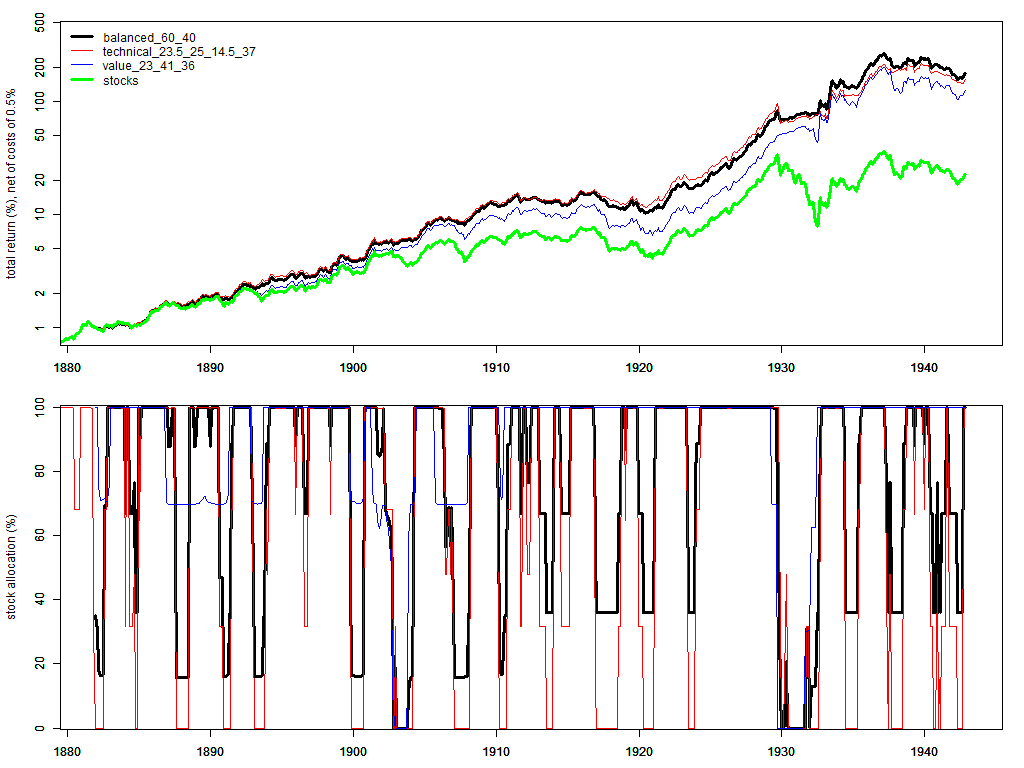 500
200
100
50
20
10
5
2
1
total return (%), net of costs of 0.5%
balanced_60_40
technical_23.5_25_14.5_37
value_23_41_36
stocks
1880 1890 1900 1910 1920 1930 1940
100
80
60
40
20
0
stock allocation (%)
1880 1890 1900 1910 1920 1930 1940